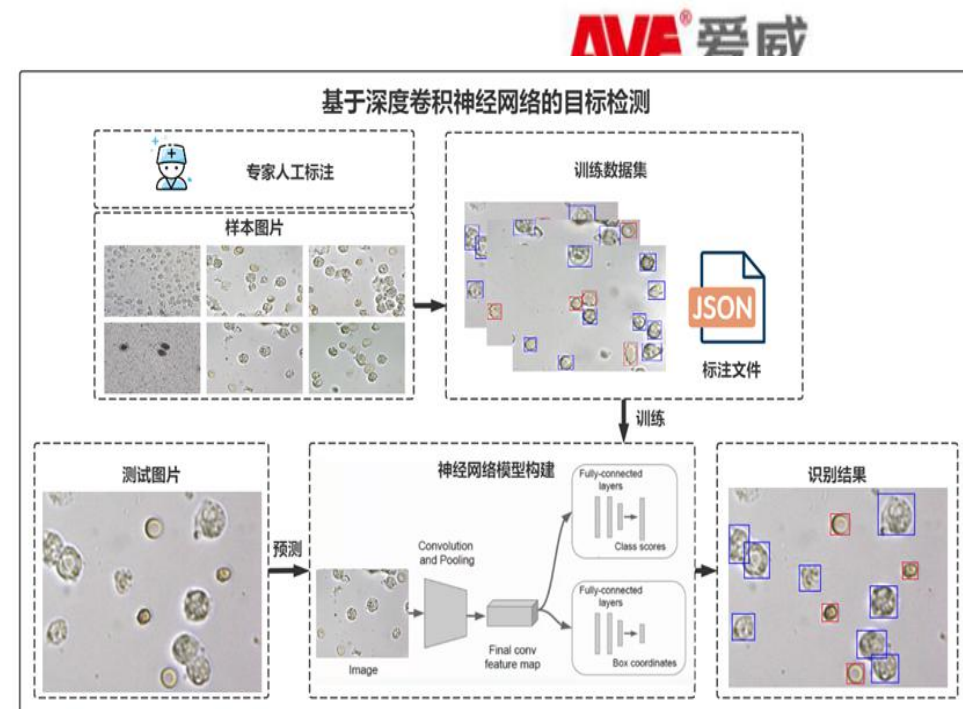 AVE®爱威
基于深度卷积神经网络的目标检测
专家人工标注
样本图片
训练数据集
JSON
标注文件
训练
测试图片
预测
神经网络模型构建
Image
Convolution
and Pooling
Final conv
feature map
Fully-connected
layers
Class scores
Fully-connected
layers
Box coordinates
识别结果